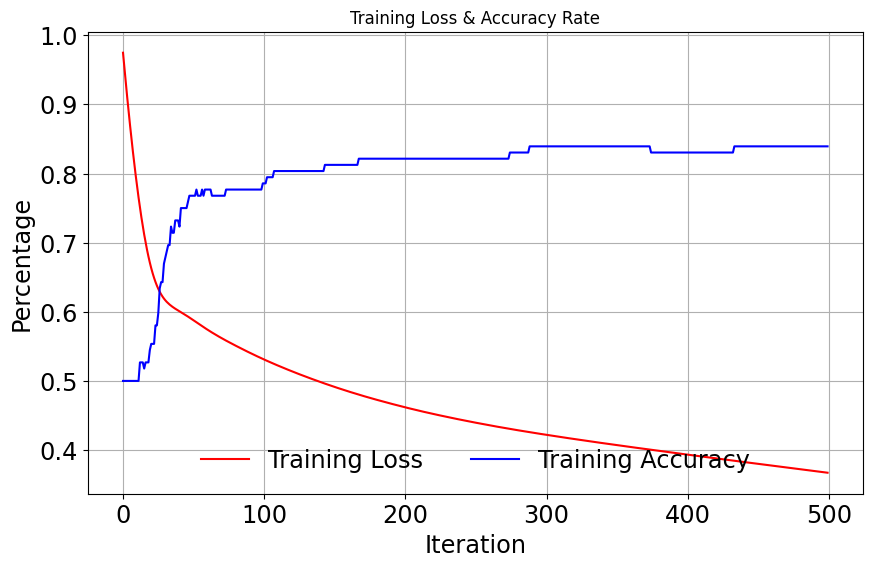 Training Loss & Accuracy Rate
1.0
0.9
0.8
0.7
0.6
0.5
0.4
Percentage
Training Loss
Training Accuracy
0
100
200
300
400
500
Iteration